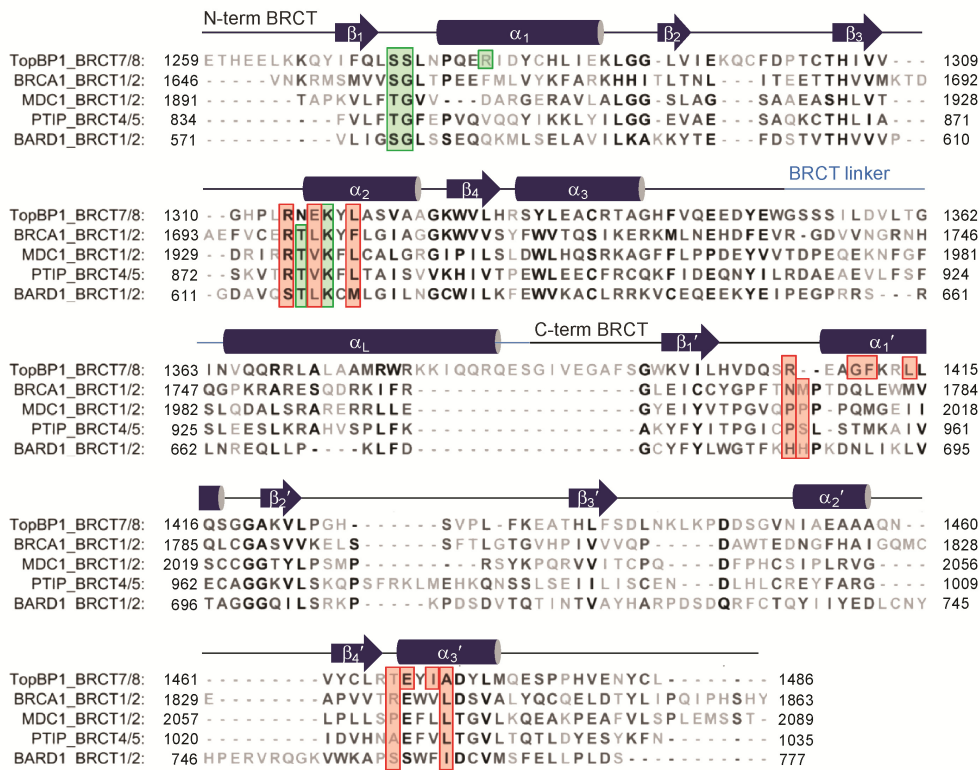 N-term BRCT
β1 α1 β2 β3
TopBP1_BRCT7/8: 1259 ETHEELKKQYIFQLSSLNPQERIDYCHLIEKLGG-LVIEKQCFDPTCTHIVV-- 1309
BRCA1_BRCT1/2: 1646 -----VNKRMSMVVSGLTPEEFMLVYKFARKHHITLTNL---ITEETTHVVMKTD 1692
MDC1_BRCT1/2: 1891 -------TAPKVLFTGVV---DARGERAVLALGG-SLAG---SAAEASHLVT--- 1928
PTIP_BRCT4/5: 834 ----------FVLFTGFEPVQVQQYIKKLYILGG-EVAE---SAQKCTHLIA--- 871
BARD1_BRCT1/2: 571 ----------VLIGSGLSSEQQKMLSELAVILKAKKYTE---FDSTVTHVVVP-- 610
α2 β4 α3 BRCT linker
TopBP1_BRCT7/8: 1310 --GHPLRNEKYLASVAAGKWVLHRSYLEACRTAGHFVQEEDYEWGSSSSILDVLTG 1362
BRCA1_BRCT1/2: 1693 AEFVCERTLKYFLGIAGGKWVVSYFWVTQSIKERKMLNEHDFEVR-GDVVNGRNH 1746
MDC1_BRCT1/2: 1929 --DRIRRTVKFLCALGRGIPILSLDWLHQSRKAGFFLPPDEYVVTDPEQEKNFGF 1981
PTIP_BRCT4/5: 872 --SKVTRTVKFLTAISVVKHIVTPEWLEECFRCQKFIDEQNYILRDAEAEVLFSF 924
BARD1_BRCT1/2: 611 -GDAVQSTLKCMLGILNGCWILKFEWVKACLRRKVCEQEEKYEIPEGPRRS--R 661
αL C-term BRCT β1′ α1′
TopBP1_BRCT7/8: 1363 INVQQRRLALAAMRWRKKIQQRQESGIVEGAFSGWKVILHVDQSR--EAGFKRLL 1415
BRCA1_BRCT1/2: 1747 QGPKRARESQDRKIFR-----------------GLEICCYGPFTNMPTDQLEWMV 1784
MDC1_BRCT1/2: 1982 SLQDALSRARERRLLE-----------------GYEIYVTPGVQPPP-PQMGEII 2018
PTIP_BRCT4/5: 925 SLEESLKRAHVSPLFK-----------------AKYFYITPGICPSL-STMKAIV 961
BARD1_BRCT1/2: 662 LNREQLLP----KLFD-----------------GCYFYLWGTFKHHPKDNLIKLV 695
β2′ β3′ α2′
TopBP1_BRCT7/8: 1416 QSGGAKVLPGH------SVPL-FKEATHLFSDLNKLKPDDSGVNIAEAAAQN-- 1460
BRCA1_BRCT1/2: 1785 QLCGASVVKELS------SFTLGTGVHPIVVVQP------DAWTEDNGFHAIGQMC 1828
MDC1_BRCT1/2: 2019 SCCGGTYLPSMP-------RSYKPQRVVITCPQ------DFPHCSIPLRVG-- 2056
PTIP_BRCT4/5: 962 ECAGGKVLSKQPSFRKLMEHKQNSSLSEIILISCEN----DLHLCREYFARG--- 1009
BARD1_BRCT1/2: 696 TAGGGQILSRKP-----KPDSDVTQTINTVAYHARPDSDQRFCTQYIIYEDLCNY 745
β4′ α3′
TopBP1_BRCT7/8: 1461 ----------VYCLRTEYIADYLMQESPPHVENYCL------- 1486
BRCA1_BRCT1/2: 1829 E---------APVVTREWVLDSVALYQCQELDTYLIPQIPHSHY 1863
MDC1_BRCT1/2: 2057 ----------LPLLSPEFLLTGVLKQEAKPEAFVLSPLEMSST- 2089
PTIP_BRCT4/5: 1020 ----------IDVHNAEFVLTGVLTQTLDYESYKFN------- 1035
BARD1_BRCT1/2: 746 HPERVRQGKVWKAPSSWFIDCVMSFELLPLDS---------- 777